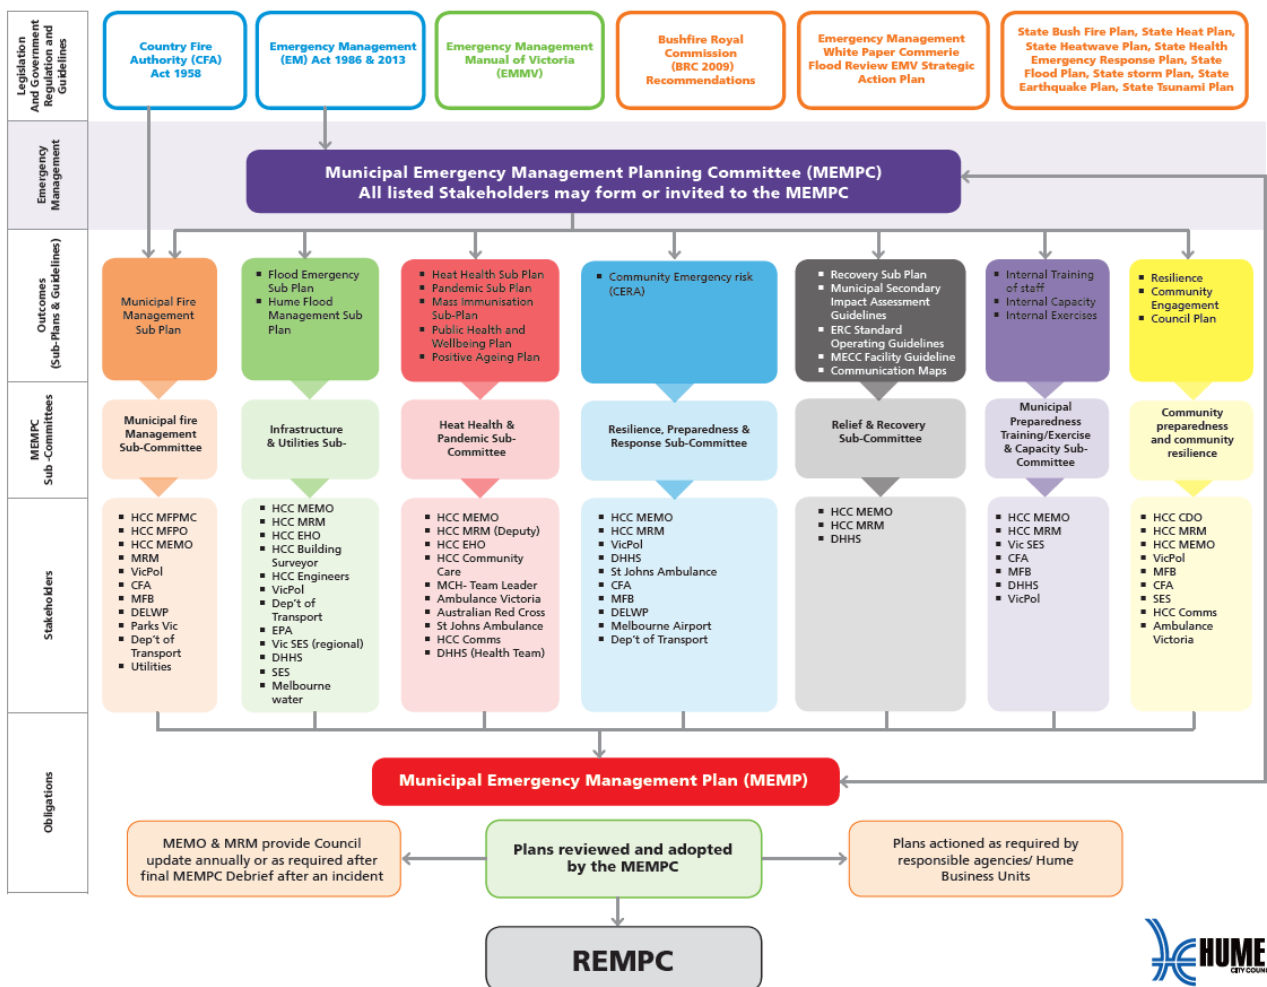 Legislation
And Government
Regulation and
Guidelines
Country Fire
Authority (CFA)
Act 1958
Emergency Management
(EM) Act 1986 & 2013
Emergency Management
Manual of Victoria
(EMMV)
Bushfire Royal
Commission
(BRC 2009)
Recommendations
Emergency Management
White Paper Commerie
Flood Review EMV Strategic
Action Plan
State Bush Fire Plan, State Heat Plan,
State Heatwave Plan, State Health
Emergency Response Plan, State
Flood Plan, State storm Plan, State
Earthquake Plan, State Tsunami Plan
Emergency
Management
Municipal Emergency Management Planning Committee (MEMPC)
All listed Stakeholders may form or invited to the MEMPC
Outcomes
(Sub-Plans & Guidelines)
Municipal Fire
Management
Sub Plan
▪ Flood Emergency
Sub Plan
▪ Hume Flood
Management Sub
Plan
▪ Heat Health Sub Plan
▪ Pandemic Sub Plan
▪ Mass Immunisation
Sub-Plan
▪ Public Health and
Wellbeing Plan
▪ Positive Ageing Plan
▪ Community Emergency risk
(CERA)
▪ Recovery Sub Plan
▪ Municipal Secondary
Impact Assessment
Guidelines
▪ ERC Standard
Operating Guidelines
▪ MECC Facility Guideline
▪ Communication Maps
▪ Internal Training
of staff
▪ Internal Capacity
▪ Internal Exercises
▪ Resilience
▪ Community
Engagement
▪ Council Plan
MEMPC
Sub -Committees
Municipal fire
Management
Sub-Committee
Infrastructure
& Utilities Sub-
Heat Health &
Pandemic Sub-
Committee
Resilience, Preparedness &
Response Sub-Committee
Relief & Recovery
Sub-Committee
Municipal
Preparedness
Training/Exercise
& Capacity Sub-
Committee
Community
preparedness
and community
resilience
Stakeholders
▪ HCC MFPMC
▪ HCC MFPO
▪ HCC MEMO
▪ MRM
▪ VicPol
▪ CFA
▪ MFB
▪ DELWP
▪ Parks Vic
▪ Dep't of
Transport
▪ Utilities
▪ HCC MEMO
▪ HCC MRM
▪ HCC EHO
▪ HCC Building
Surveyor
▪ HCC Engineers
▪ VicPol
▪ Dep't of
Transport
▪ EPA
▪ Vic SES (regional)
▪ DHHS
▪ SES
▪ Melbourne
water
▪ HCC MEMO
▪ HCC MRM (Deputy)
▪ HCC EHO
▪ HCC Community
Care
▪ MCH- Team Leader
▪ Ambulance Victoria
▪ Australian Red Cross
▪ St Johns Ambulance
▪ HCC Comms
▪ DHHS (Health Team)
▪ HCC MEMO
▪ HCC MRM
▪ VicPol
▪ DHHS
▪ St Johns Ambulance
▪ CFA
▪ MFB
▪ DELWP
▪ Melbourne Airport
▪ Dep't of Transport
▪ HCC MEMO
▪ HCC MRM
▪ DHHS
▪ HCC MEMO
▪ HCC MRM
▪ Vic SES
▪ CFA
▪ MFB
▪ DHHS
▪ VicPol
▪ HCC CDO
▪ HCC MRM
▪ HCC MEMO
▪ VicPol
▪ MFB
▪ CFA
▪ SES
▪ HCC Comms
▪ Ambulance
Victoria
Obligations
Municipal Emergency Management Plan (MEMP)
MEMO & MRM provide Council
update annually or as required after
final MEMPC Debrief after an incident
Plans reviewed and adopted
by the MEMPC
Plans actioned as required by
responsible agencies/ Hume
Business Units
REMPC
HUME
CITY COUNC